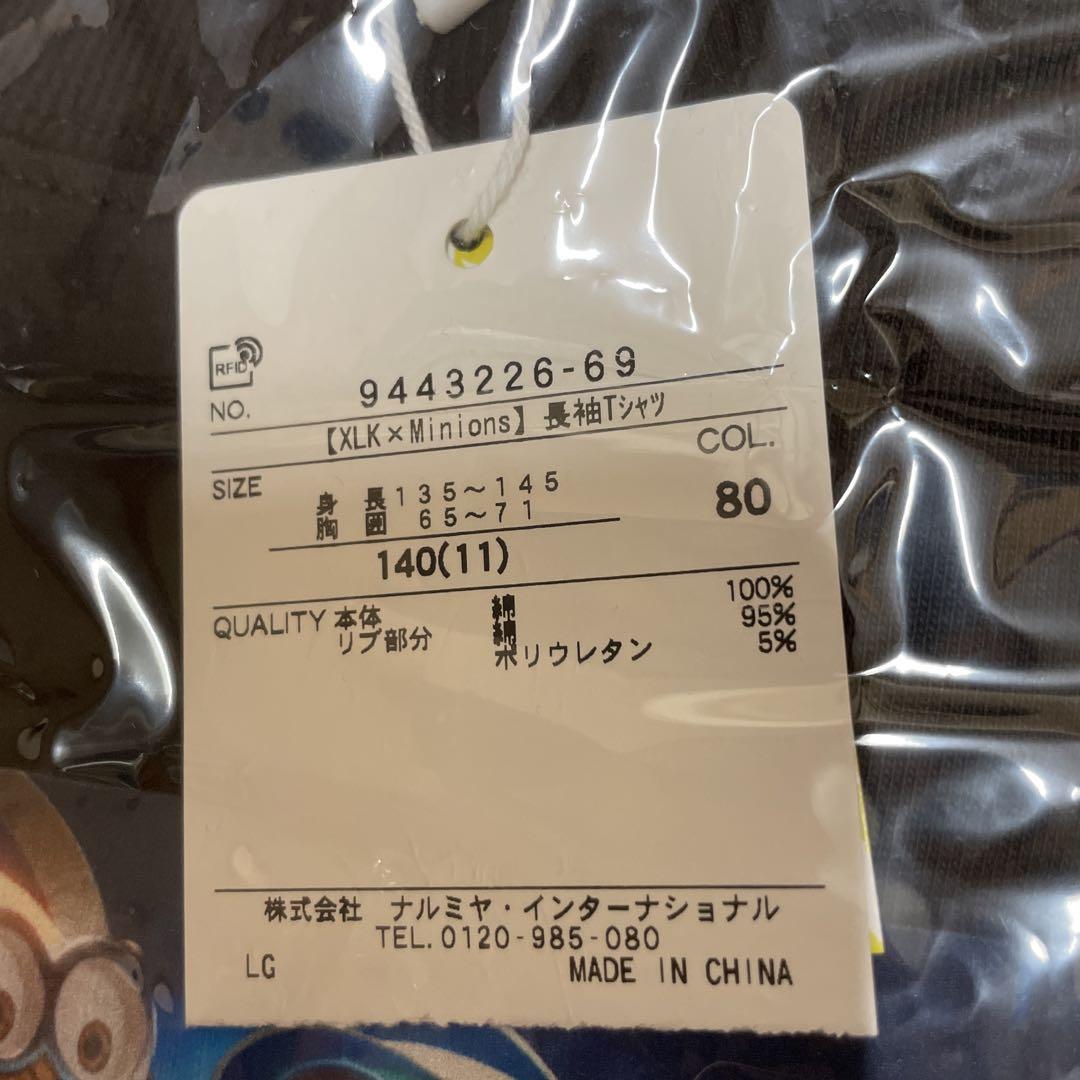 RFID
NO. 9443226-69
【XLK×Minions】長袖Tシャツ
COL.
SIZE 身長 135~145
胸囲 65~71
80
140(11)
QUALITY 本体 綿 100%
リブ部分 綿 95%
ポリウレタン 5%
株式会社 ナルミヤ・インターナショナル
TEL.0120-985-080
LG MADE IN CHINA